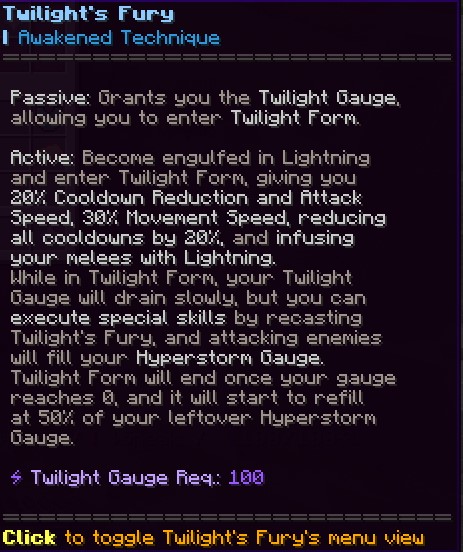 Twilight's Fury
Awakened Technique
Passive: Grants you the Twilight Gauge,
allowing you to enter Twilight Form.
Active: Become engulfed in Lightning
and enter Twilight Form, giving you
20% Cooldown Reduction and Attack
Speed, 30% Movement Speed, reducing
all cooldowns by 20%, and infusing
your melees with Lightning.
While in Twilight Form, your Twilight
Gauge will drain slowly, but you can
execute special skills by recasting
Twilight's Fury, and attacking enemies
will fill your Hyperstorm Gauge.
Twilight Form will end once your gauge
reaches 0, and it will start to refill
at 50% of your leftover Hyperstorm
Gauge.
⚡ Twilight Gauge Req.: 100
Click to toggle Twilight's Fury's menu view